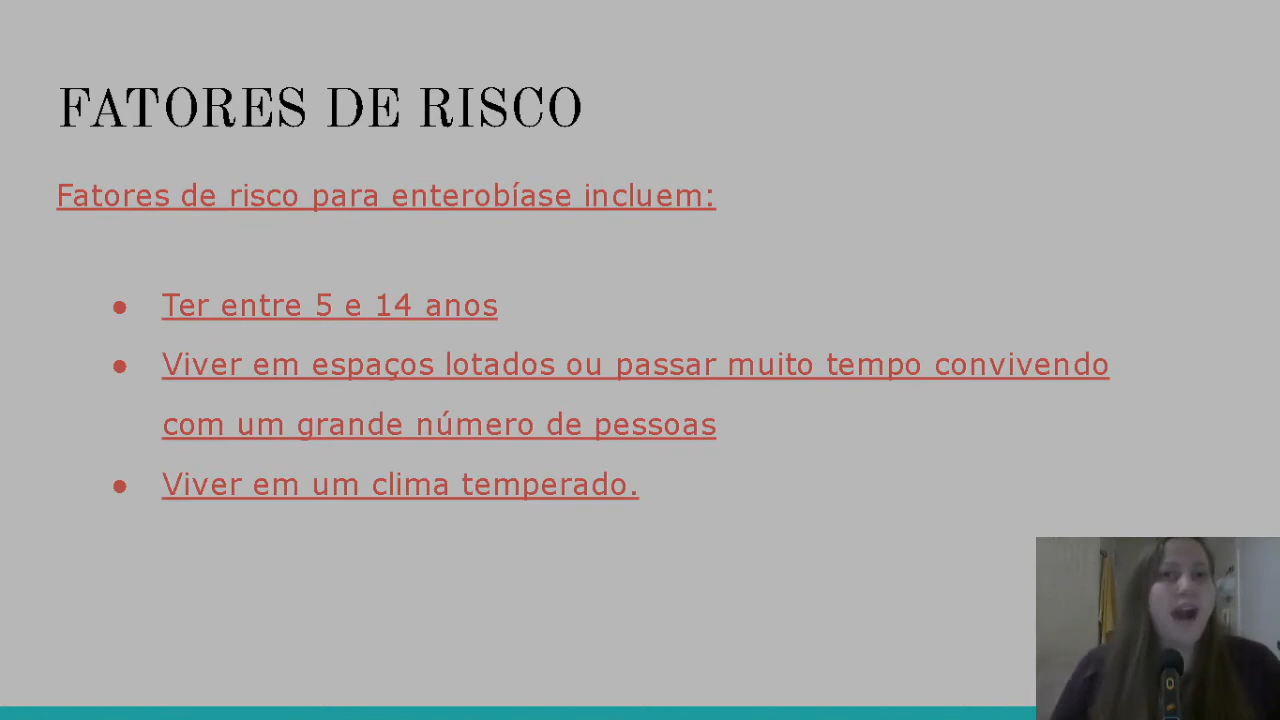 FATORES DE RISCO
Fatores de risco para enterobíase incluem:
● Ter entre 5 e 14 anos
● Viver em espaços lotados ou passar muito tempo convivendo
com um grande número de pessoas
● Viver em um clima temperado.